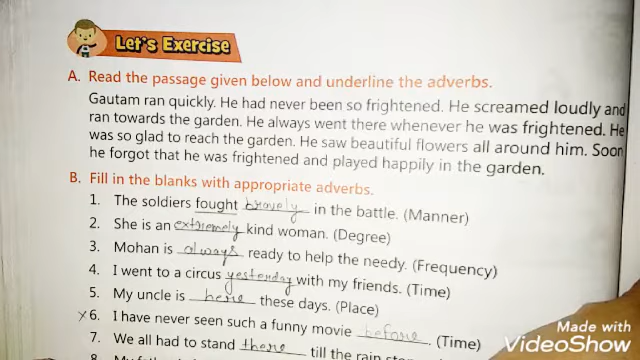 Let's Exercise
A. Read the passage given below and underline the adverbs.
Gautam ran quickly. He had never been so frightened. He screamed loudly and
ran towards the garden. He always went there whenever he was frightened. He
was so glad to reach the garden. He saw beautiful flowers all around him. Soon
he forgot that he was frightened and played happily in the garden.
B. Fill in the blanks with appropriate adverbs.
1. The soldiers fought bravely in the battle. (Manner)
2. She is an extremely kind woman. (Degree)
3. Mohan is always ready to help the needy. (Frequency)
4. I went to a circus yesterday with my friends. (Time)
5. My uncle is here these days. (Place)
x6. I have never seen such a funny movie before. (Time)
7. We all had to stand there till the rain
8. My
Made with
VideoShow